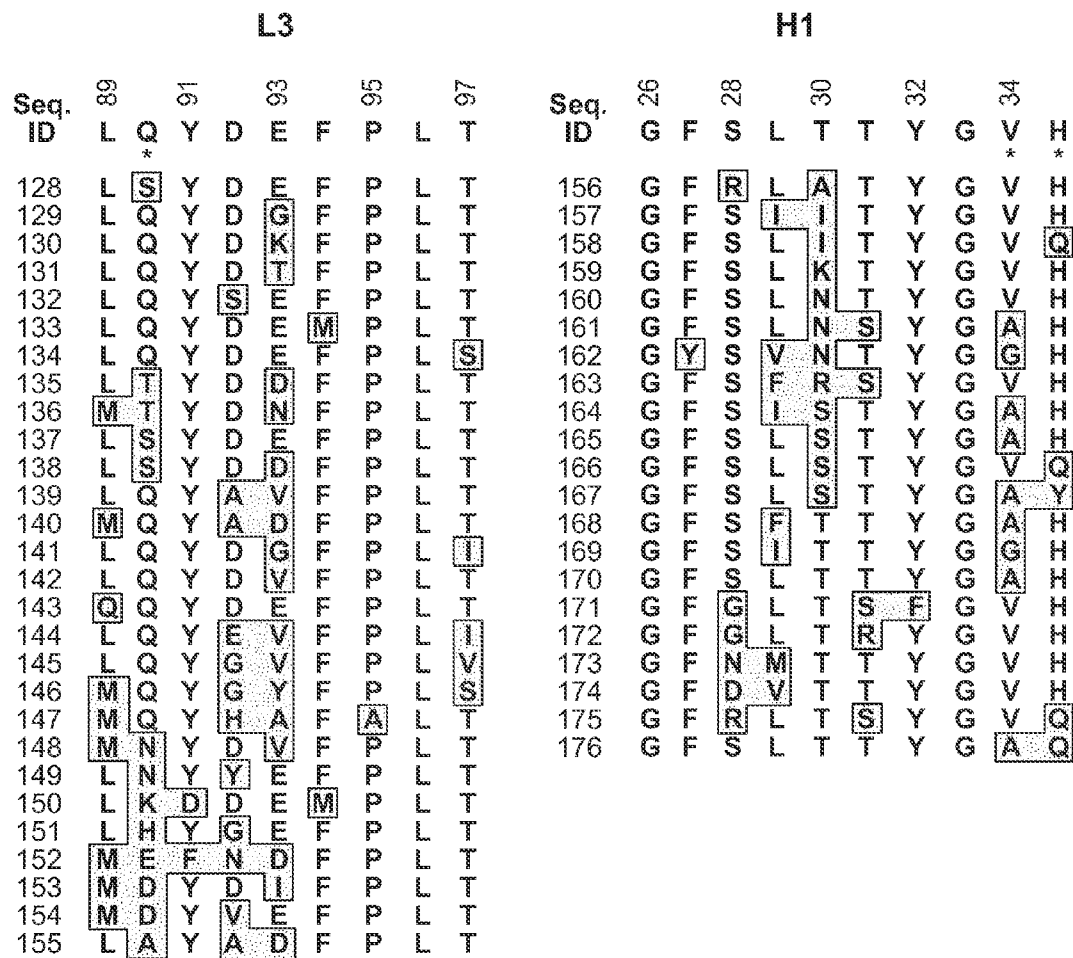 L3
89 91 93 95 97
Seq. ID L Q Y D E F P L T
*
128 L S Y D E F P L T
129 L Q Y D G F P L T
130 L Q Y D K F P L T
131 L Q Y D T F P L T
132 L Q Y S E F P L T
133 L Q Y D E M P L T
134 L Q Y D E F P L S
135 L T Y D D F P L T
136 M T Y D N F P L T
137 L S Y D E F P L T
138 L S Y D D F P L T
139 L Q Y A V F P L T
140 M Q Y A D F P L T
141 L Q Y D G F P L I
142 L Q Y D V F P L T
143 Q Q Y D E F P L T
144 L Q Y E V F P L I
145 L Q Y G V F P L V
146 M Q Y G Y F P L S
147 M Q Y H A F A L T
148 M N Y D V F P L T
149 L N Y Y E F P L T
150 L K D D E M P L T
151 L H Y G E F P L T
152 M E F N D F P L T
153 M D Y D I F P L T
154 M D Y V E F P L T
155 L A Y A D F P L T
H1
26 28 30 32 34
Seq. ID G F S L T T Y G V H
* *
156 G F R L A T Y G V H
157 G F S I I T Y G V H
158 G F S L I T Y G V Q
159 G F S L K T Y G V H
160 G F S L N T Y G V H
161 G F S L N S Y G A H
162 G Y S V N T Y G G H
163 G F S F R S Y G V H
164 G F S I S T Y G A H
165 G F S L S T Y G A H
166 G F S L S T Y G V Q
167 G F S L S T Y G A Y
168 G F S F T T Y G A H
169 G F S I T T Y G G H
170 G F S L T T Y G A H
171 G F G L T S F G V H
172 G F G L T R Y G V H
173 G F N M T T Y G V H
174 G F D V T T Y G V H
175 G F R L T S Y G V Q
176 G F S L T T Y G A Q